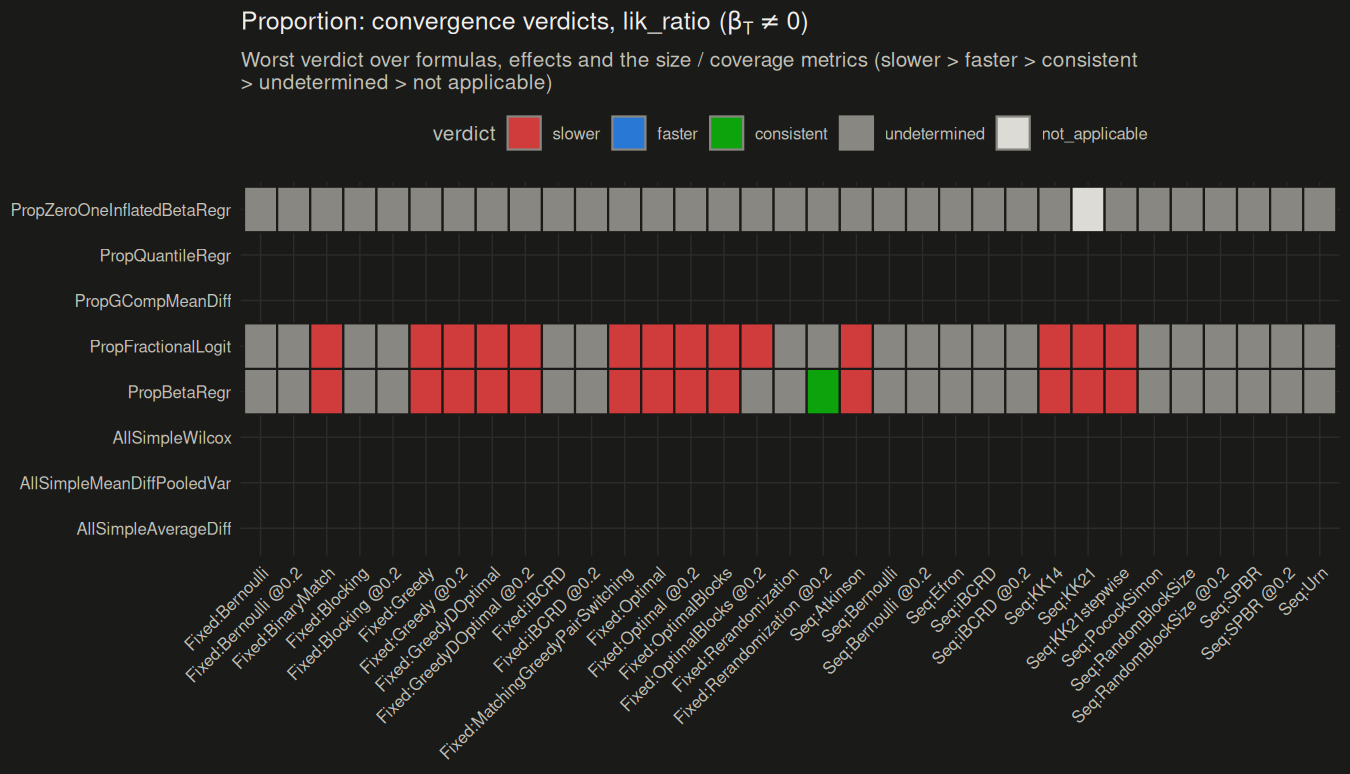 Proportion: convergence verdicts, lik_ratio (βT ≠ 0)
Worst verdict over formulas, effects and the size / coverage metrics (slower > faster > consistent
> undetermined > not applicable)
verdict slower faster consistent undetermined not_applicable
PropZeroOneInflatedBetaRegr
PropQuantileRegr
PropGCompMeanDiff
PropFractionalLogit
PropBetaRegr
AllSimpleWilcox
AllSimpleMeanDiffPooledVar
AllSimpleAverageDiff
Fixed:Bernoulli
Fixed:Bernoulli @0.2
Fixed:BinaryMatch
Fixed:Blocking
Fixed:Blocking @0.2
Fixed:Greedy
Fixed:Greedy @0.2
Fixed:GreedyDOptimal
Fixed:GreedyDOptimal @0.2
Fixed:iBCRD
Fixed:iBCRD @0.2
Fixed:MatchingGreedyPairSwitching
Fixed:Optimal
Fixed:Optimal @0.2
Fixed:OptimalBlocks
Fixed:OptimalBlocks @0.2
Fixed:Rerandomization
Fixed:Rerandomization @0.2
Seq:Atkinson
Seq:Bernoulli
Seq:Bernoulli @0.2
Seq:Efron
Seq:iBCRD
Seq:iBCRD @0.2
Seq:KK14
Seq:KK21
Seq:KK21stepwise
Seq:PocockSimon
Seq:RandomBlockSize
Seq:RandomBlockSize @0.2
Seq:SPBR
Seq:SPBR @0.2
Seq:Urn